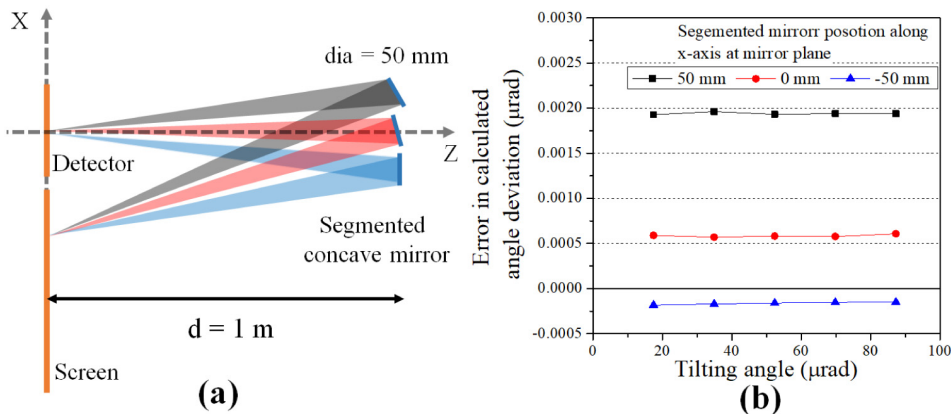 X
dia = 50 mm
Z
Detector
Segmented
concave mirror
d = 1 m
Screen
(a)
Error in calculated
angle deviation (μrad)
0.0030
0.0025
0.0020
0.0015
0.0010
0.0005
0.0000
-0.0005
Segemented mirrorr posotion along
x-axis at mirror plane
50 mm 0 mm -50 mm
0 20 40 60 80 100
Tilting angle (μrad)
(b)